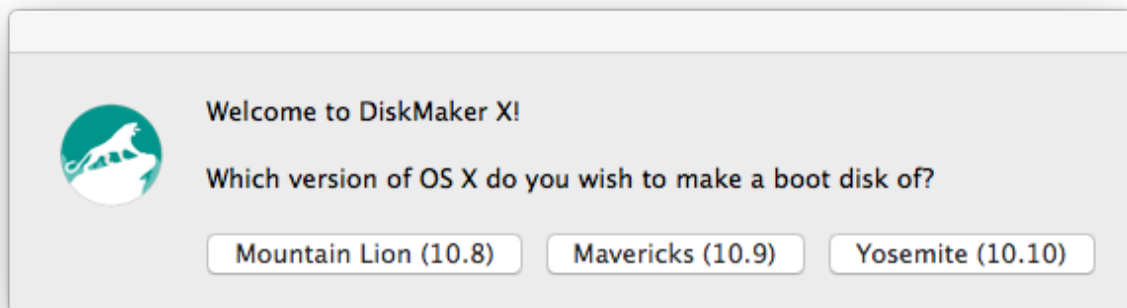 Welcome to DiskMaker X!
Which version of OS X do you wish to make a boot disk of?
Mountain Lion (10.8) Mavericks (10.9) Yosemite (10.10)